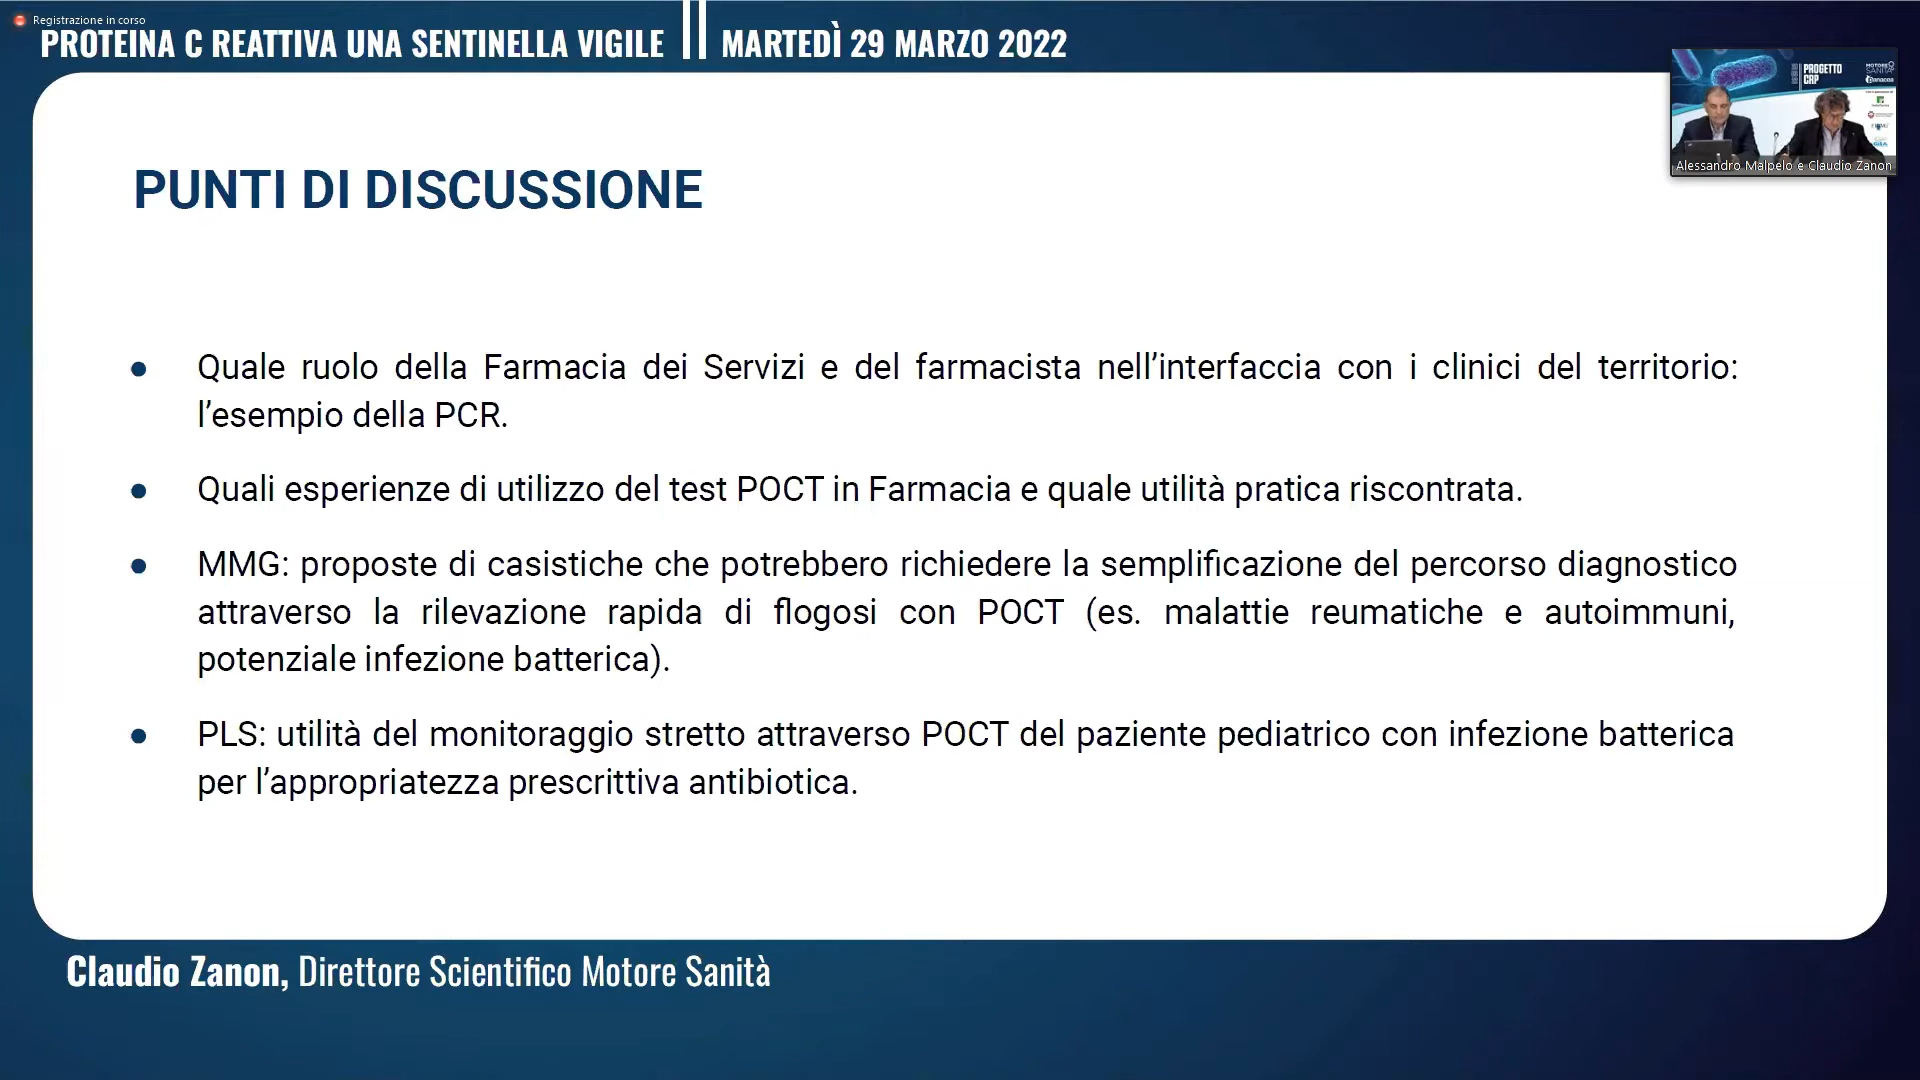 Registrazione in corso
PROTEINA C REATTIVA UNA SENTINELLA VIGILE
MARTEDÌ 29 MARZO 2022
PROGETTO
CRP
MOTORE
SANITÀ
Panacea
Alessandro Malpelo e Claudio Zanon
PUNTI DI DISCUSSIONE
• Quale ruolo della Farmacia dei Servizi e del farmacista nell’interfaccia con i clinici del territorio:
l’esempio della PCR.
• Quali esperienze di utilizzo del test POCT in Farmacia e quale utilità pratica riscontrata.
• MMG: proposte di casistiche che potrebbero richiedere la semplificazione del percorso diagnostico
attraverso la rilevazione rapida di flogosi con POCT (es. malattie reumatiche e autoimmuni,
potenziale infezione batterica).
• PLS: utilità del monitoraggio stretto attraverso POCT del paziente pediatrico con infezione batterica
per l’appropriatezza prescrittiva antibiotica.
Claudio Zanon, Direttore Scientifico Motore Sanità